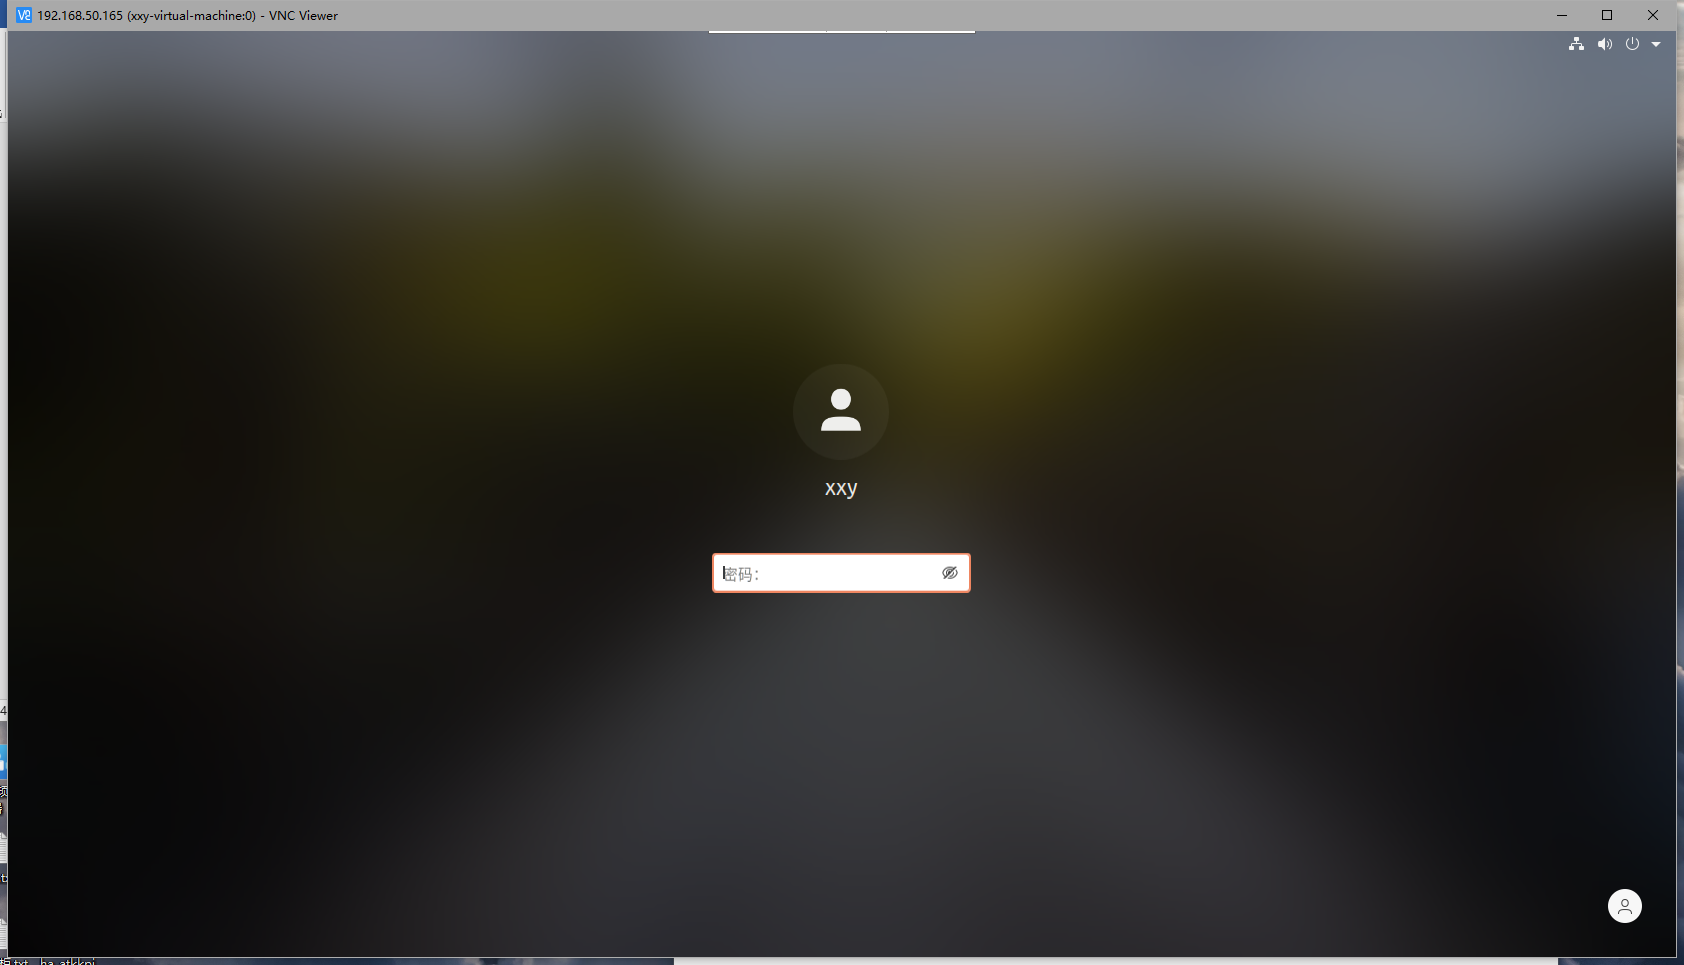 192.168.50.165 (xxy-virtual-machine:0) - VNC Viewer
xxy
密码：